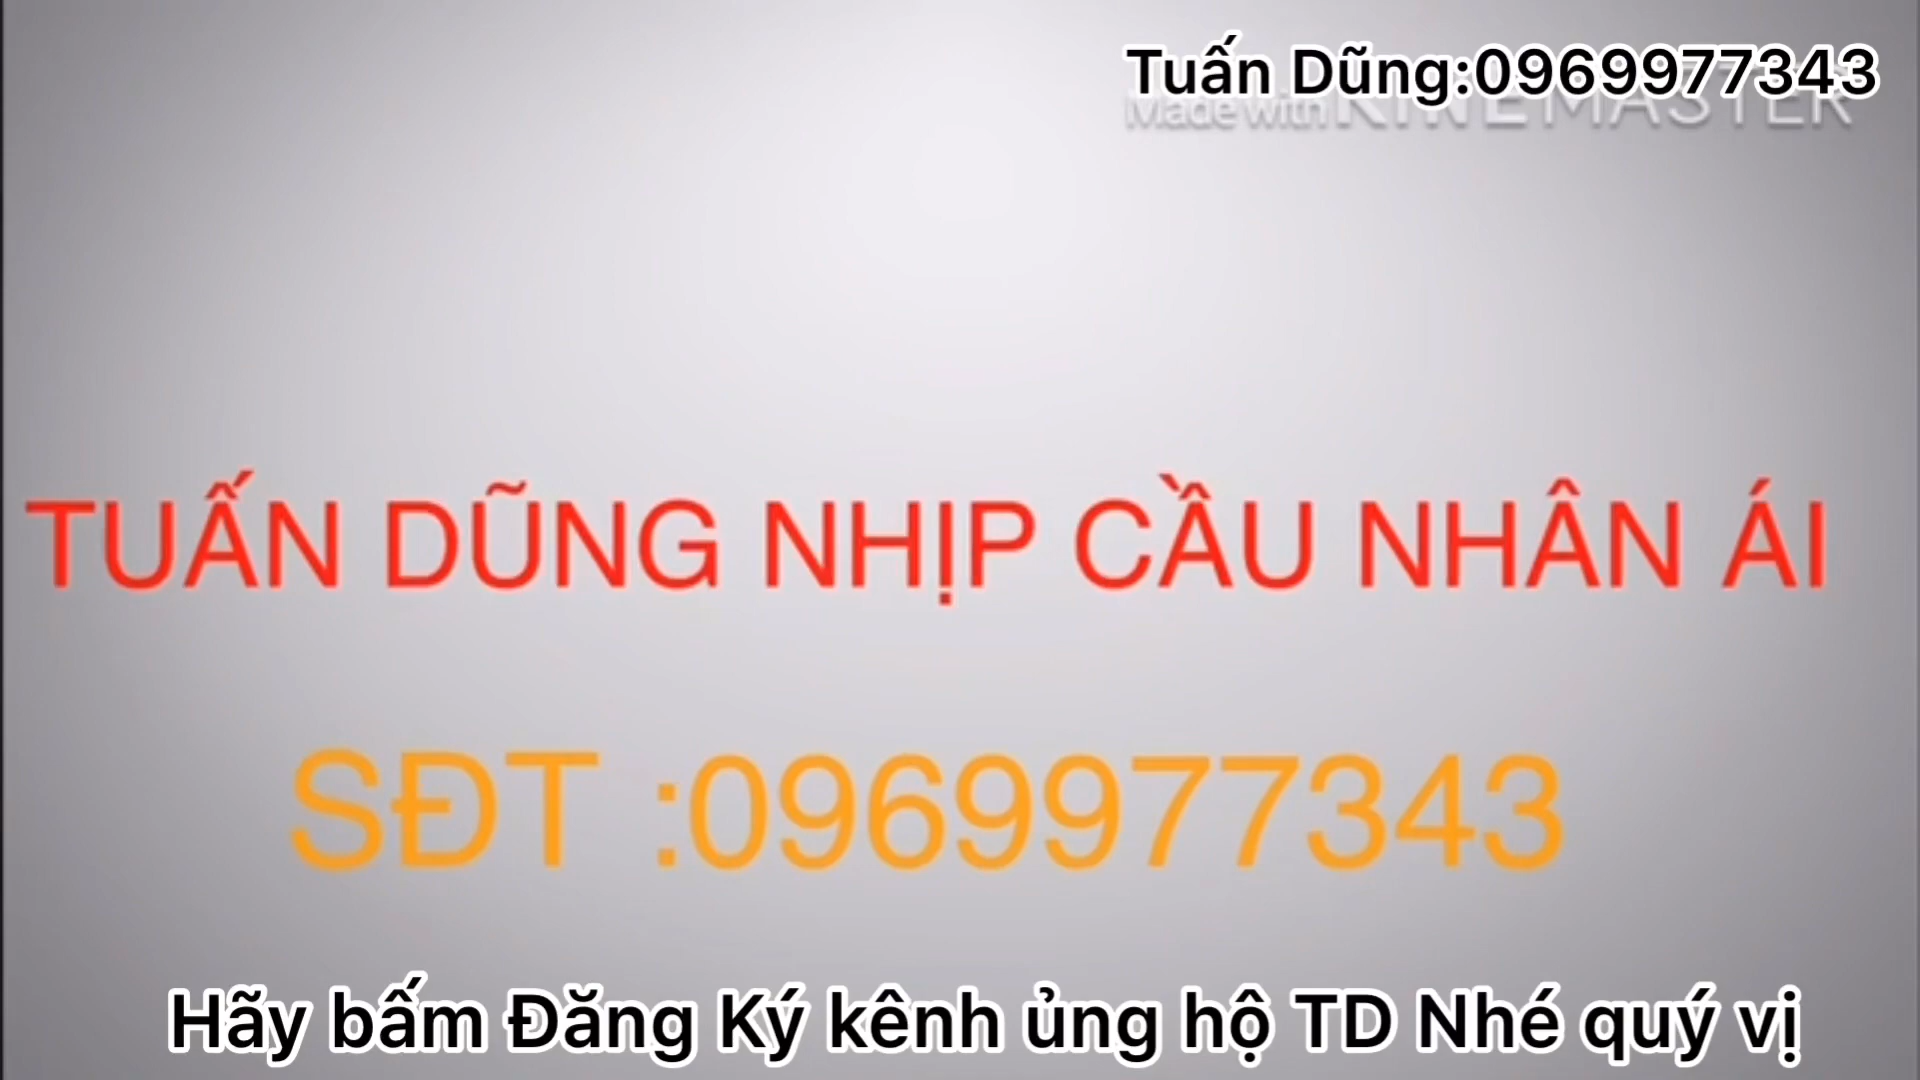 Tuấn Dũng:0969977343
Made with KINEMASTER
TUẤN DŨNG NHỊP CẦU NHÂN ÁI
SĐT :0969977343
Hãy bấm Đăng Ký kênh ủng hộ TD Nhé quý vị